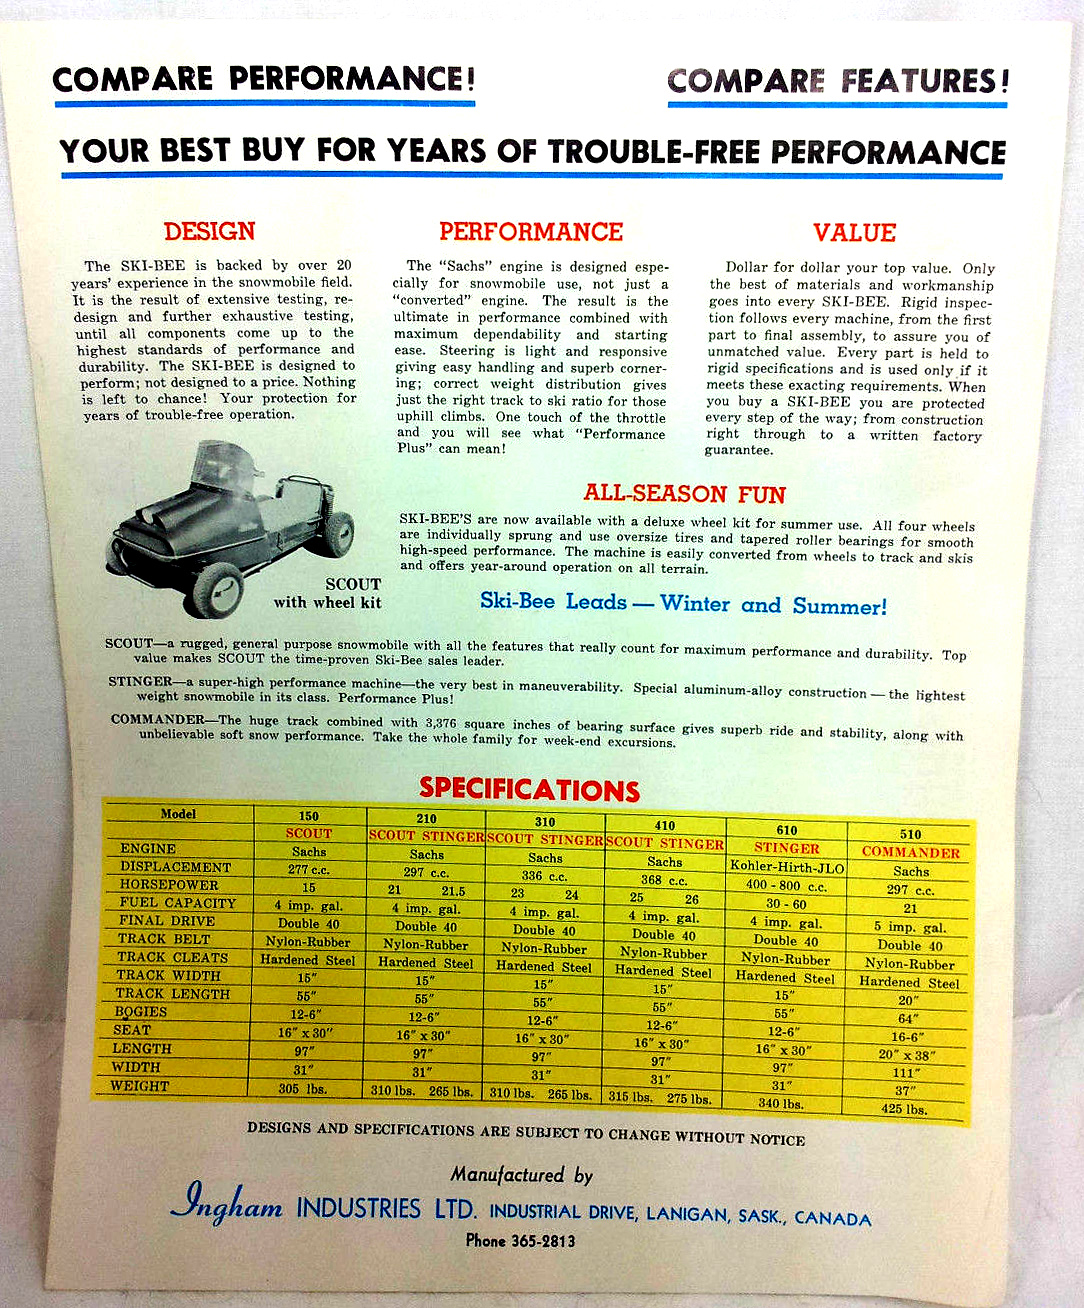 COMPARE PERFORMANCE!
COMPARE FEATURES!
YOUR BEST BUY FOR YEARS OF TROUBLE-FREE PERFORMANCE
DESIGN
The SKI-BEE is backed by over 20
years' experience in the snowmobile field.
It is the result of extensive testing, re-
design and further exhaustive testing,
until all components come up to the
highest standards of performance and
durability. The SKI-BEE is designed to
perform; not designed to a price. Nothing
is left to chance! Your protection for
years of trouble-free operation.
PERFORMANCE
The "Sachs" engine is designed espe-
cially for snowmobile use, not just a
"converted" engine. The result is the
ultimate in performance combined with
maximum dependability and starting
ease. Steering is light and responsive
giving easy handling and superb corner-
ing; correct weight distribution gives
just the right track to ski ratio for those
uphill climbs. One touch of the throttle
and you will see what "Performance
Plus" can mean!
VALUE
Dollar for dollar your top value. Only
the best of materials and workmanship
goes into every SKI-BEE. Rigid inspec-
tion follows every machine, from the first
part to final assembly, to assure you of
unmatched value. Every part is held to
rigid specifications and is used only if it
meets these exacting requirements. When
you buy a SKI-BEE you are protected
every step of the way; from construction
right through to a written factory
guarantee.
SCOUT
with wheel kit
ALL-SEASON FUN
SKI-BEE'S are now available with a deluxe wheel kit for summer use. All four wheels
are individually sprung and use oversize tires and tapered roller bearings for smooth
high-speed performance. The machine is easily converted from wheels to track and skis
and offers year-around operation on all terrain.
Ski-Bee Leads — Winter and Summer!
SCOUT—a rugged, general purpose snowmobile with all the features that really count for maximum performance and durability. Top
value makes SCOUT the time-proven Ski-Bee sales leader.
STINGER—a super-high performance machine—the very best in maneuverability. Special aluminum-alloy construction — the lightest
weight snowmobile in its class. Performance Plus!
COMMANDER—The huge track combined with 3,376 square inches of bearing surface gives superb ride and stability, along with
unbelievable soft snow performance. Take the whole family for week-end excursions.
SPECIFICATIONS
Model 150 210 310 410 610 510
SCOUT SCOUT STINGER SCOUT STINGER SCOUT STINGER STINGER COMMANDER
ENGINE Sachs Sachs Sachs Sachs Kohler-Hirth-JLO Sachs
DISPLACEMENT 277 c.c. 297 c.c. 336 c.c. 368 c.c. 400 - 800 c.c. 297 c.c.
HORSEPOWER 15 21 21.5 23 24 25 26 30 - 60 21
FUEL CAPACITY 4 imp. gal. 4 imp. gal. 4 imp. gal. 4 imp. gal. 4 imp. gal. 5 imp. gal.
FINAL DRIVE Double 40 Double 40 Double 40 Double 40 Double 40 Double 40
TRACK BELT Nylon-Rubber Nylon-Rubber Nylon-Rubber Nylon-Rubber Nylon-Rubber Nylon-Rubber
TRACK CLEATS Hardened Steel Hardened Steel Hardened Steel Hardened Steel Hardened Steel Hardened Steel
TRACK WIDTH 15" 15" 15" 15" 15" 20"
TRACK LENGTH 55" 55" 55" 55" 55" 64"
BOGIES 12-6" 12-6" 12-6" 12-6" 12-6" 16-6"
SEAT 16" x 30" 16" x 30" 16" x 30" 16" x 30" 16" x 30" 20" x 38"
LENGTH 97" 97" 97" 97" 97" 111"
WIDTH 31" 31" 31" 31" 31" 37"
WEIGHT 305 lbs. 310 lbs. 265 lbs. 310 lbs. 265 lbs. 315 lbs. 275 lbs. 340 lbs. 425 lbs.
DESIGNS AND SPECIFICATIONS ARE SUBJECT TO CHANGE WITHOUT NOTICE
Manufactured by
Ingham INDUSTRIES LTD. INDUSTRIAL DRIVE, LANIGAN, SASK., CANADA
Phone 365-2813